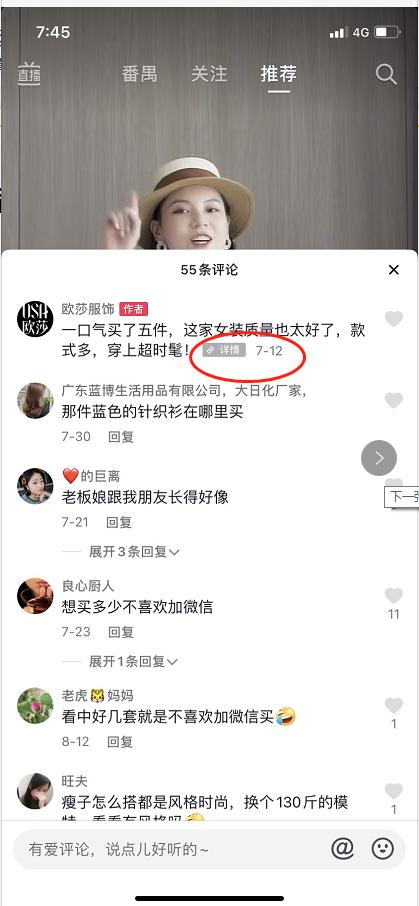 7:45
4G
直播
番禺 关注 推荐
55条评论
OSA
欧莎
欧莎服饰 作者
一口气买了五件，这家女装质量也太好了，款
式多，穿上超时髦！ 详情 7-12
广东蓝博生活用品有限公司，大日化厂家，
那件蓝色的针织衫在哪里买
7-30 回复
❤️的巨离
老板娘跟我朋友长得好像
7-21 回复
展开3条回复
下一张
良心厨人
想买多少不喜欢加微信
11
7-23 回复
展开1条回复
老虎🐯妈妈
看中好几套就是不喜欢加微信买🤣
1
8-12 回复
旺夫
瘦子怎么搭都是风格时尚，换个130斤的模
1
特，看看有风格吗🤣
有爱评论，说点儿好听的~ @